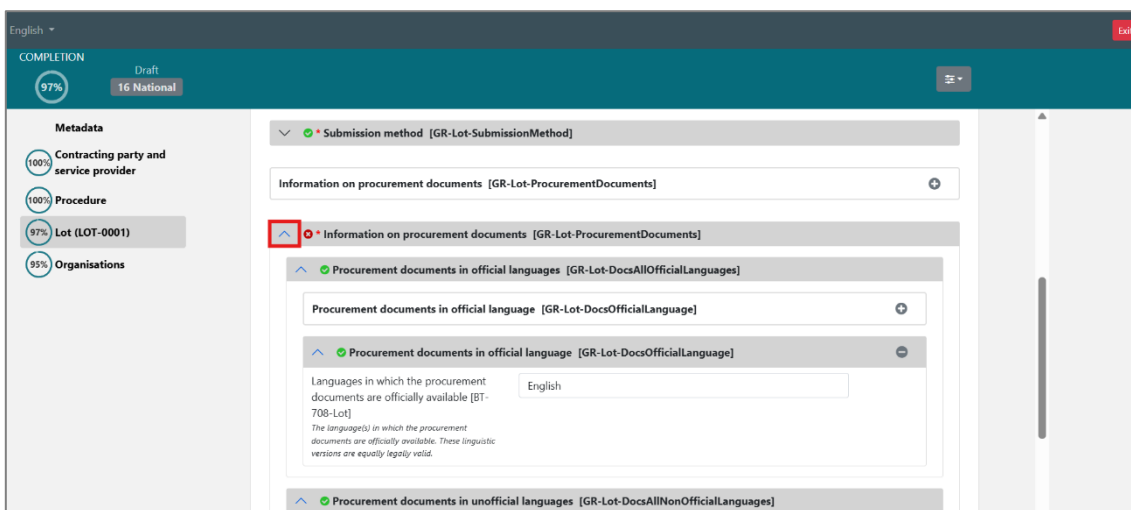 English
Exit
COMPLETION
97%
Draft
16 National
Metadata
100%
Contracting party and
service provider
100%
Procedure
97%
Lot (LOT-0001)
95%
Organisations
* Submission method [GR-Lot-SubmissionMethod]
Information on procurement documents [GR-Lot-ProcurementDocuments]
* Information on procurement documents [GR-Lot-ProcurementDocuments]
Procurement documents in official languages [GR-Lot-DocsAllOfficialLanguages]
Procurement documents in official language [GR-Lot-DocsOfficialLanguage]
Procurement documents in official language [GR-Lot-DocsOfficialLanguage]
Languages in which the procurement
documents are officially available [BT-
708-Lot]
English
The language(s) in which the procurement
documents are officially available. These linguistic
versions are equally legally valid.
Procurement documents in unofficial languages [GR-Lot-DocsAllNonOfficialLanguages]